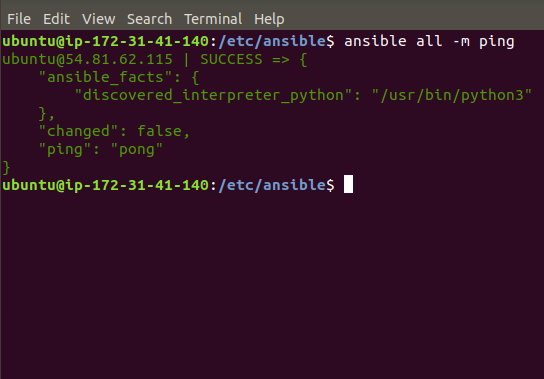 File Edit View Search Terminal Help
ubuntu@ip-172-31-41-140:/etc/ansible$ ansible all -m ping
ubuntu@54.81.62.115 | SUCCESS => {
    "ansible_facts": {
        "discovered_interpreter_python": "/usr/bin/python3"
    },
    "changed": false,
    "ping": "pong"
}
ubuntu@ip-172-31-41-140:/etc/ansible$